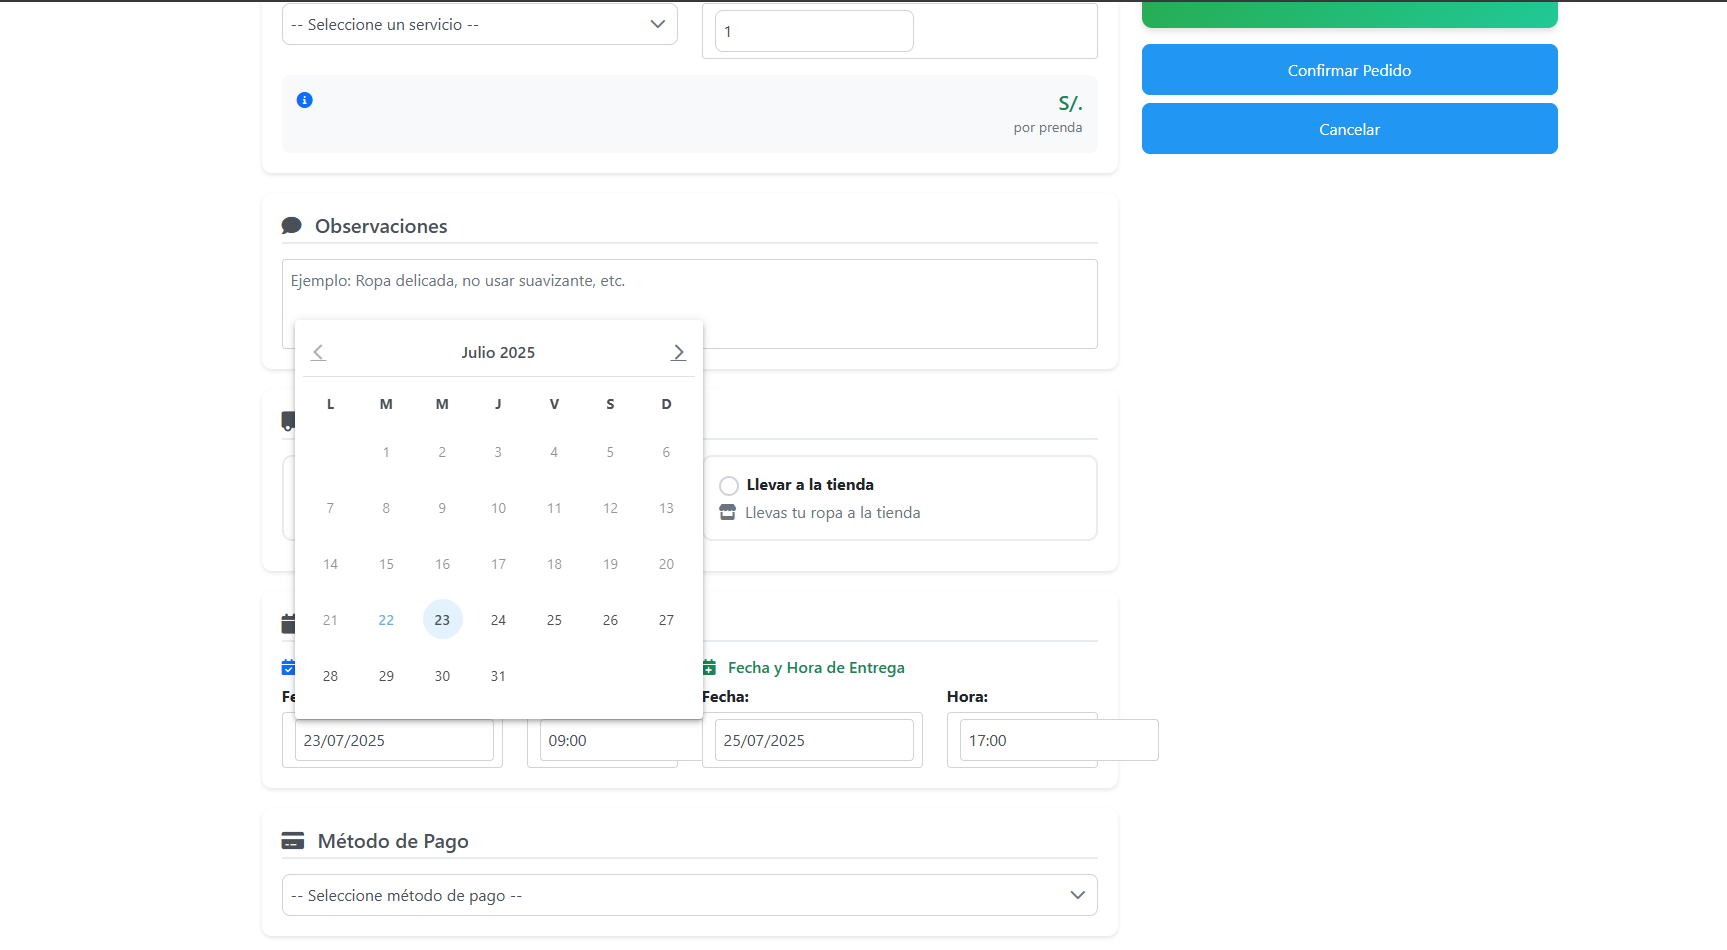 -- Seleccione un servicio --
1
S/.
por prenda
Confirmar Pedido
Cancelar
Observaciones
Ejemplo: Ropa delicada, no usar suavizante, etc.
Julio 2025
L M M J V S D
1 2 3 4 5 6
7 8 9 10 11 12 13
14 15 16 17 18 19 20
21 22 23 24 25 26 27
28 29 30 31
Llevar a la tienda
Llevas tu ropa a la tienda
Fecha y Hora de Entrega
Fecha:
Hora:
23/07/2025
09:00
25/07/2025
17:00
Método de Pago
-- Seleccione método de pago --